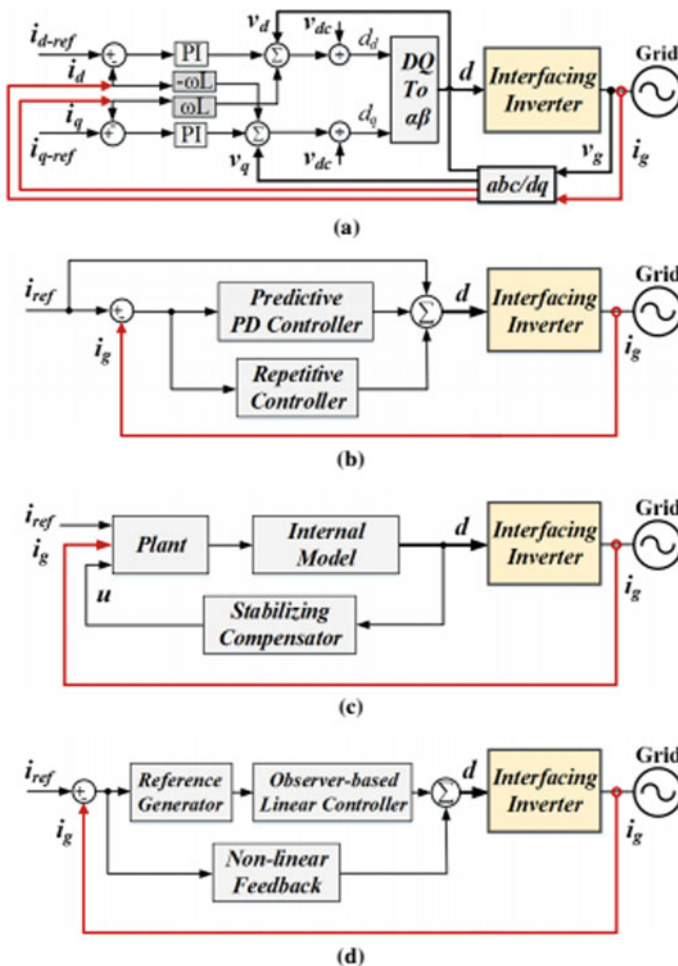 i_d-ref
i_d
i_q
i_q-ref
+ -
PI
-ωL
ωL
PI
v_d
v_dc
Σ
÷
d_d
Σ
÷
d_q
v_q
v_dc
DQ
To
αβ
d
Interfacing
Inverter
Grid
v_g
i_g
abc/dq
(a)
i_ref
+ -
i_g
Predictive
PD Controller
Repetitive
Controller
Σ
d
Interfacing
Inverter
Grid
i_g
(b)
i_ref
i_g
u
Plant
Internal
Model
Stabilizing
Compensator
d
Interfacing
Inverter
Grid
i_g
(c)
i_ref
+ -
i_g
Reference
Generator
Observer-based
Linear Controller
Non-linear
Feedback
Σ
d
Interfacing
Inverter
Grid
i_g
(d)